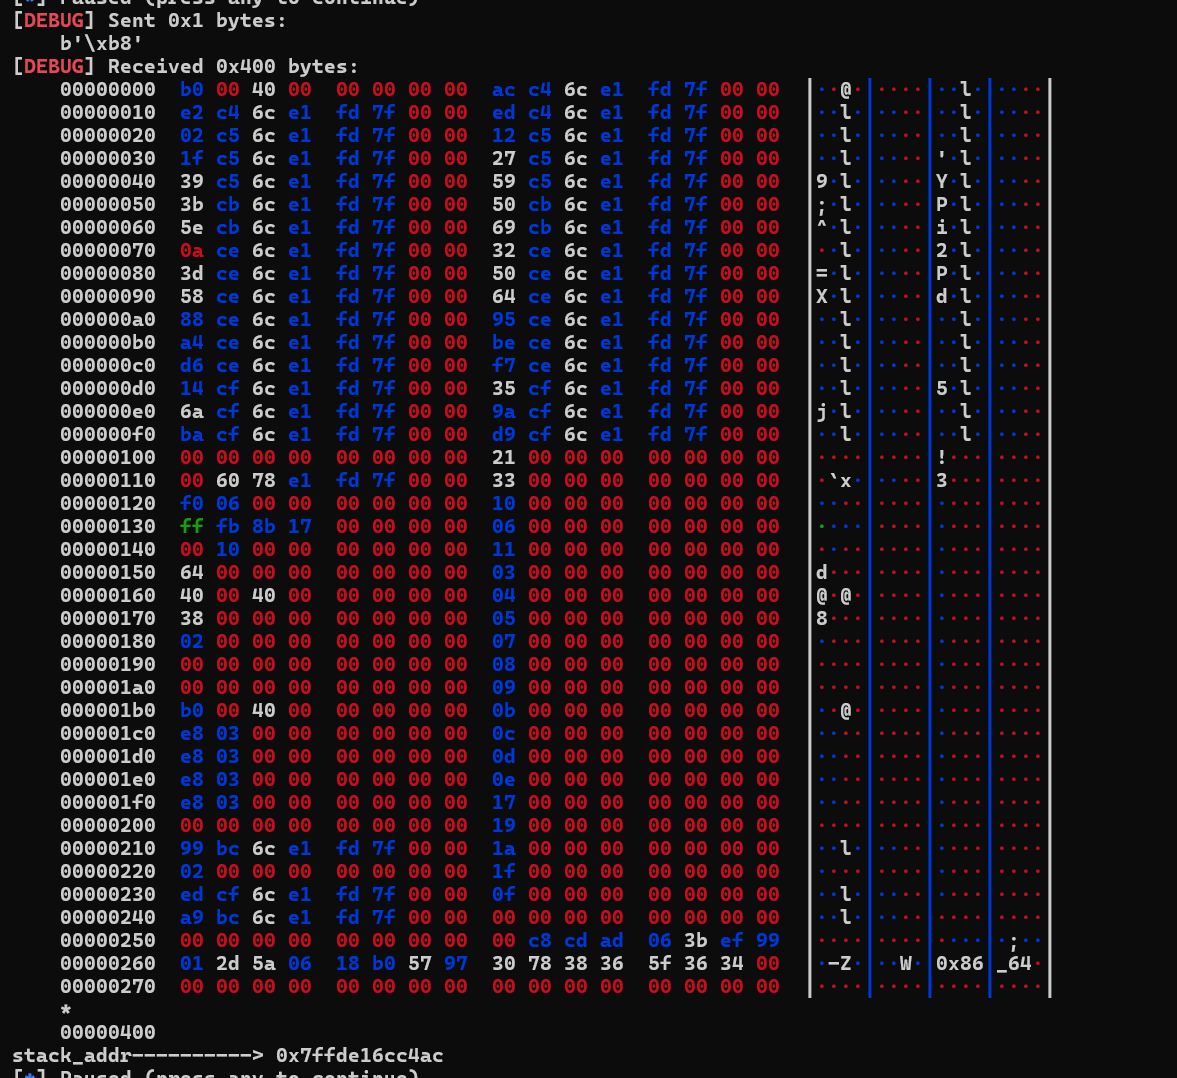 [*] Paused (press any to continue)
[DEBUG] Sent 0x1 bytes:
    b'\xb8'
[DEBUG] Received 0x400 bytes:
    00000000  b0 00 40 00  00 00 00 00  ac c4 6c e1  fd 7f 00 00  │··@·│····│··l·│····│
    00000010  e2 c4 6c e1  fd 7f 00 00  ed c4 6c e1  fd 7f 00 00  │··l·│····│··l·│····│
    00000020  02 c5 6c e1  fd 7f 00 00  12 c5 6c e1  fd 7f 00 00  │··l·│····│··l·│····│
    00000030  1f c5 6c e1  fd 7f 00 00  27 c5 6c e1  fd 7f 00 00  │··l·│····│'·l·│····│
    00000040  39 c5 6c e1  fd 7f 00 00  59 c5 6c e1  fd 7f 00 00  │9·l·│····│Y·l·│····│
    00000050  3b cb 6c e1  fd 7f 00 00  50 cb 6c e1  fd 7f 00 00  │;·l·│····│P·l·│····│
    00000060  5e cb 6c e1  fd 7f 00 00  69 cb 6c e1  fd 7f 00 00  │^·l·│····│i·l·│····│
    00000070  0a ce 6c e1  fd 7f 00 00  32 ce 6c e1  fd 7f 00 00  │··l·│····│2·l·│····│
    00000080  3d ce 6c e1  fd 7f 00 00  50 ce 6c e1  fd 7f 00 00  │=·l·│····│P·l·│····│
    00000090  58 ce 6c e1  fd 7f 00 00  64 ce 6c e1  fd 7f 00 00  │X·l·│····│d·l·│····│
    000000a0  88 ce 6c e1  fd 7f 00 00  95 ce 6c e1  fd 7f 00 00  │··l·│····│··l·│····│
    000000b0  a4 ce 6c e1  fd 7f 00 00  be ce 6c e1  fd 7f 00 00  │··l·│····│··l·│····│
    000000c0  d6 ce 6c e1  fd 7f 00 00  f7 ce 6c e1  fd 7f 00 00  │··l·│····│··l·│····│
    000000d0  14 cf 6c e1  fd 7f 00 00  35 cf 6c e1  fd 7f 00 00  │··l·│····│5·l·│····│
    000000e0  6a cf 6c e1  fd 7f 00 00  9a cf 6c e1  fd 7f 00 00  │j·l·│····│··l·│····│
    000000f0  ba cf 6c e1  fd 7f 00 00  d9 cf 6c e1  fd 7f 00 00  │··l·│····│··l·│····│
    00000100  00 00 00 00  00 00 00 00  21 00 00 00  00 00 00 00  │····│····│!···│····│
    00000110  00 60 78 e1  fd 7f 00 00  33 00 00 00  00 00 00 00  │·`x·│····│3···│····│
    00000120  f0 06 00 00  00 00 00 00  10 00 00 00  00 00 00 00  │····│····│····│····│
    00000130  ff fb 8b 17  00 00 00 00  06 00 00 00  00 00 00 00  │····│····│····│····│
    00000140  00 10 00 00  00 00 00 00  11 00 00 00  00 00 00 00  │····│····│····│····│
    00000150  64 00 00 00  00 00 00 00  03 00 00 00  00 00 00 00  │d···│····│····│····│
    00000160  40 00 40 00  00 00 00 00  04 00 00 00  00 00 00 00  │@·@·│····│····│····│
    00000170  38 00 00 00  00 00 00 00  05 00 00 00  00 00 00 00  │8···│····│····│····│
    00000180  02 00 00 00  00 00 00 00  07 00 00 00  00 00 00 00  │····│····│····│····│
    00000190  00 00 00 00  00 00 00 00  08 00 00 00  00 00 00 00  │····│····│····│····│
    000001a0  00 00 00 00  00 00 00 00  09 00 00 00  00 00 00 00  │····│····│····│····│
    000001b0  b0 00 40 00  00 00 00 00  0b 00 00 00  00 00 00 00  │··@·│····│····│····│
    000001c0  e8 03 00 00  00 00 00 00  0c 00 00 00  00 00 00 00  │····│····│····│····│
    000001d0  e8 03 00 00  00 00 00 00  0d 00 00 00  00 00 00 00  │····│····│····│····│
    000001e0  e8 03 00 00  00 00 00 00  0e 00 00 00  00 00 00 00  │····│····│····│····│
    000001f0  e8 03 00 00  00 00 00 00  17 00 00 00  00 00 00 00  │····│····│····│····│
    00000200  00 00 00 00  00 00 00 00  19 00 00 00  00 00 00 00  │····│····│····│····│
    00000210  99 bc 6c e1  fd 7f 00 00  1a 00 00 00  00 00 00 00  │··l·│····│····│····│
    00000220  02 00 00 00  00 00 00 00  1f 00 00 00  00 00 00 00  │····│····│····│····│
    00000230  ed cf 6c e1  fd 7f 00 00  0f 00 00 00  00 00 00 00  │··l·│····│····│····│
    00000240  a9 bc 6c e1  fd 7f 00 00  00 00 00 00  00 00 00 00  │··l·│····│····│····│
    00000250  00 00 00 00  00 00 00 00  00 c8 cd ad  06 3b ef 99  │····│····│····│·;··│
    00000260  01 2d 5a 06  18 b0 57 97  30 78 38 36  5f 36 34 00  │·-Z·│··W·│0x86│_64·│
    00000270  00 00 00 00  00 00 00 00  00 00 00 00  00 00 00 00  │····│····│····│····│
    *
    00000400
stack_addr----------> 0x7ffde16cc4ac
[*] Paused (press any to continue)